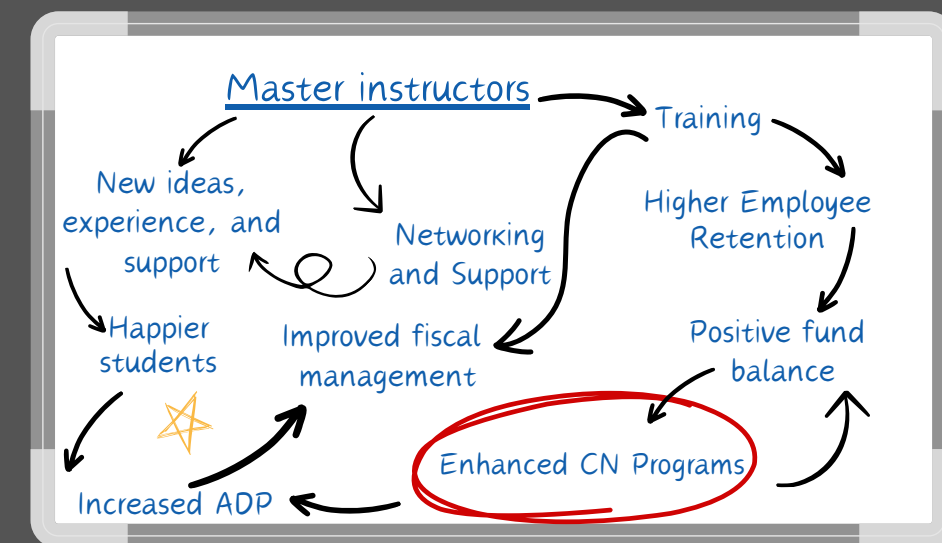 Master instructors
Training
New ideas,
experience, and
support
Networking
and Support
Higher Employee
Retention
Happier
students
Improved fiscal
management
Positive fund
balance
Enhanced CN Programs
Increased ADP